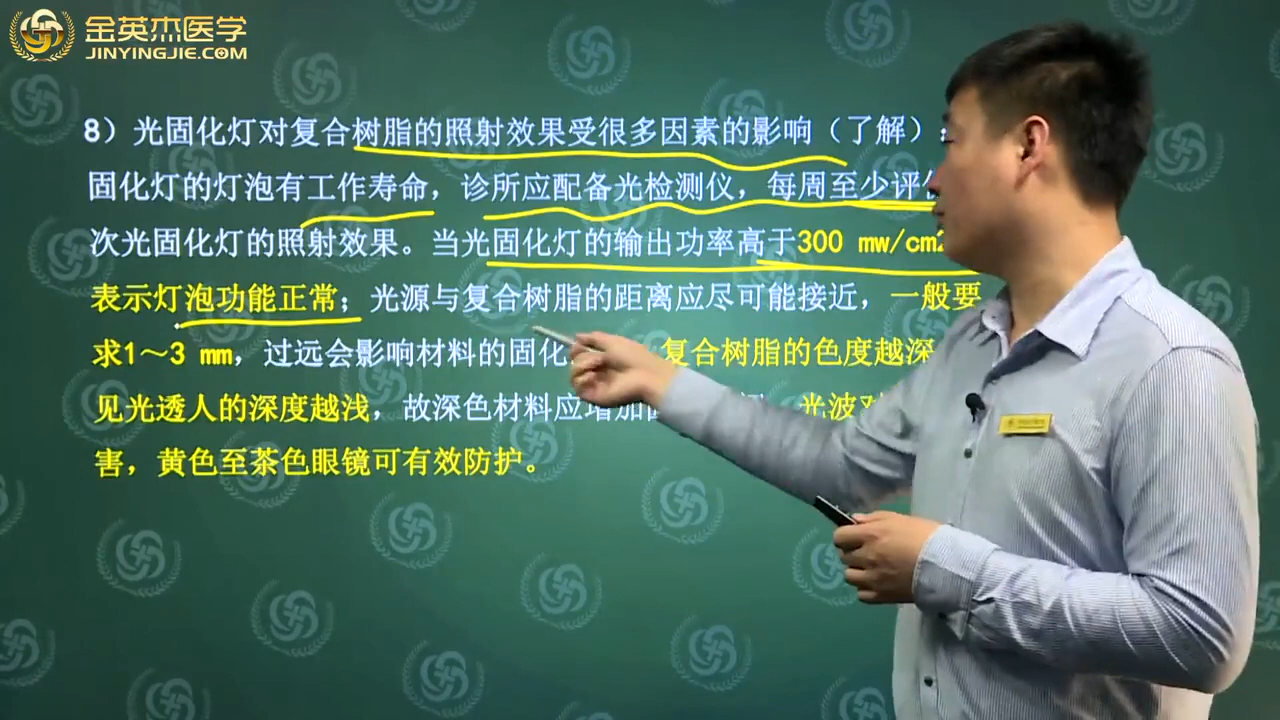 金英杰医学
JINYINGJIE.COM
8）光固化灯对复合树脂的照射效果受很多因素的影响（了解）：
固化灯的灯泡有工作寿命，诊所应配备光检测仪，每周至少评
次光固化灯的照射效果。当光固化灯的输出功率高于300 mw/cm
表示灯泡功能正常；光源与复合树脂的距离应尽可能接近，一般要
求1～3 mm，过远会影响材料的固化 复合树脂的色度越深
见光透入的深度越浅，故深色材料应增加 光波对
害，黄色至茶色眼镜可有效防护。